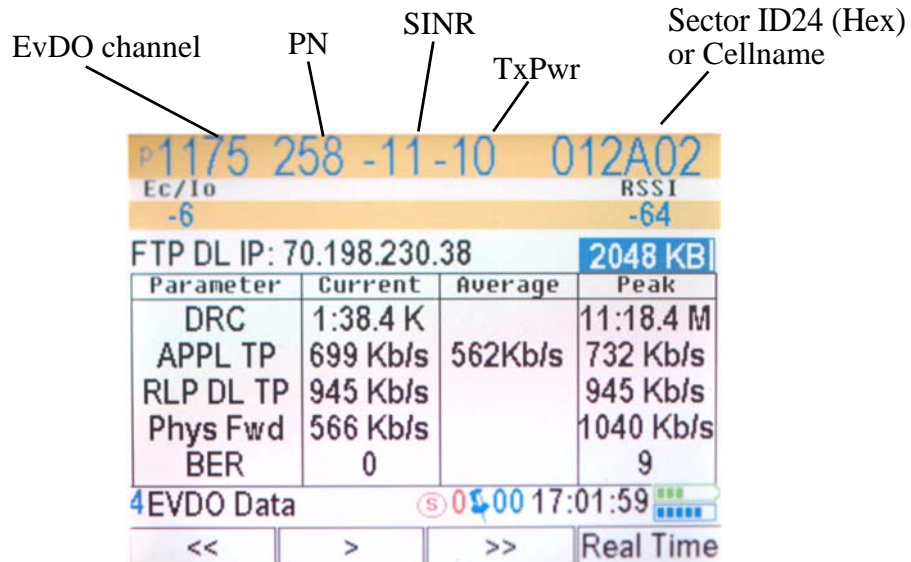 EvDO channel
PN
SINR
TxPwr
Sector ID24 (Hex)
or Cellname
P1175 258 -11 -10 012A02
Ec/Io RSSI
-6 -64
FTP DL IP: 70.198.230.38 2048 KB
Parameter Current Average Peak
DRC 1:38.4 K 11:18.4 M
APPL TP 699 Kb/s 562Kb/s 732 Kb/s
RLP DL TP 945 Kb/s 945 Kb/s
Phys Fwd 566 Kb/s 1040 Kb/s
BER 0 9
4 EVDO Data S 0 00 17:01:59
<< > >> Real Time